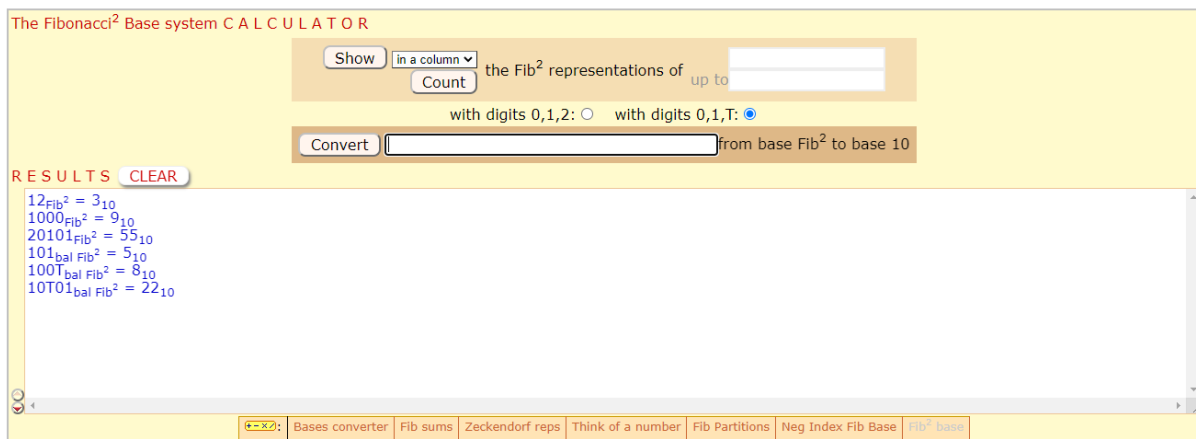 The Fibonacci² Base system C A L C U L A T O R
Show in a column the Fib² representations of
Count up to
with digits 0,1,2: with digits 0,1,T:
Convert from base Fib² to base 10
R E S U L T S CLEAR
12Fib² = 310
1000Fib² = 910
20101Fib² = 5510
101bal Fib² = 510
100Tbal Fib² = 810
10T01bal Fib² = 2210
+-×/: Bases converter Fib sums Zeckendorf reps Think of a number Fib Partitions Neg Index Fib Base Fib² base